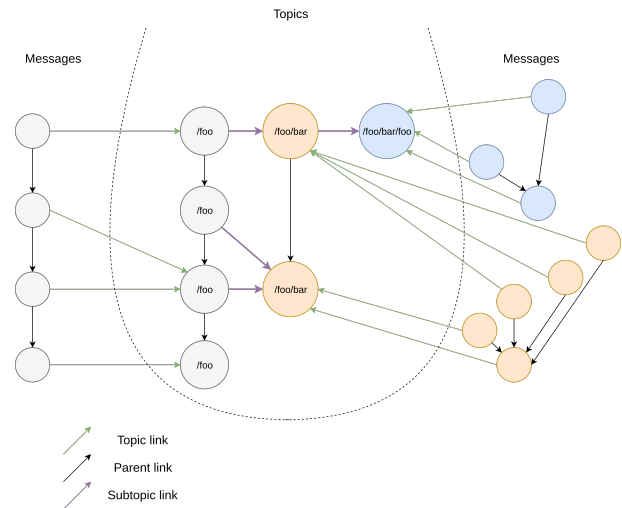 Topics
Messages
Messages
/foo
/foo/bar
/foo/bar/foo
/foo
/foo
/foo/bar
/foo
Topic link
Parent link
Subtopic link